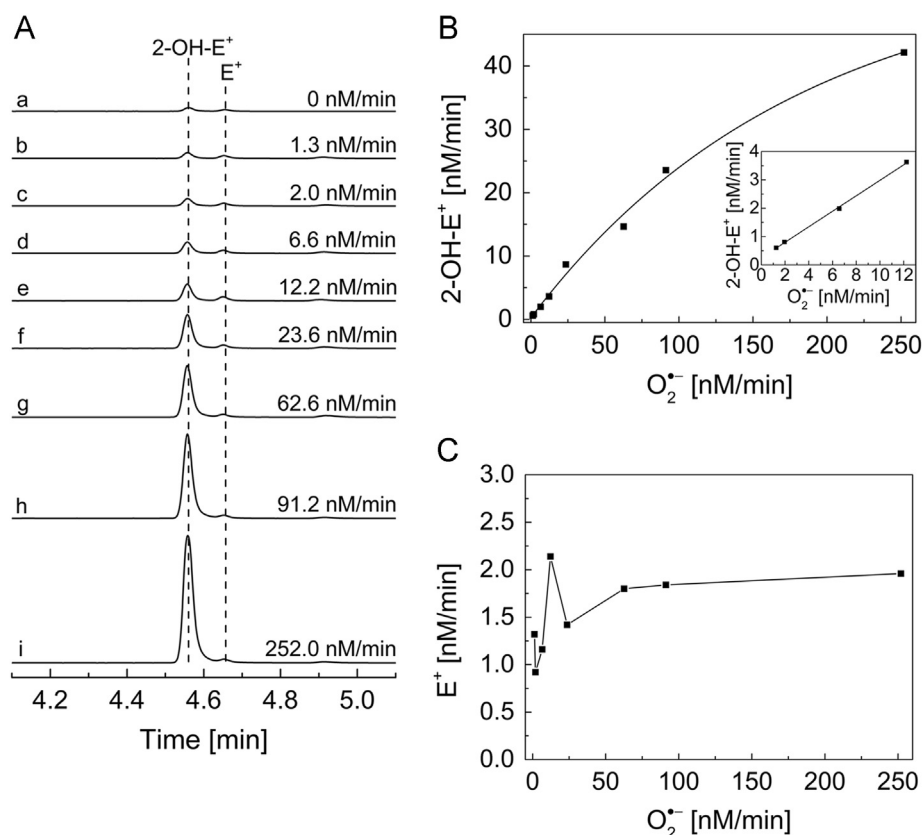 A
2-OH-E⁺
E⁺
a 0 nM/min
b 1.3 nM/min
c 2.0 nM/min
d 6.6 nM/min
e 12.2 nM/min
f 23.6 nM/min
g 62.6 nM/min
h 91.2 nM/min
i 252.0 nM/min
4.2 4.4 4.6 4.8 5.0
Time [min]
B
2-OH-E⁺ [nM/min]
40
30
20
10
0
0 50 100 150 200 250
O₂•⁻ [nM/min]
2-OH-E⁺ [nM/min]
4
3
2
1
0
0 2 4 6 8 10 12
O₂•⁻ [nM/min]
C
E⁺ [nM/min]
3.0
2.5
2.0
1.5
1.0
0.5
0.0
0 50 100 150 200 250
O₂•⁻ [nM/min]